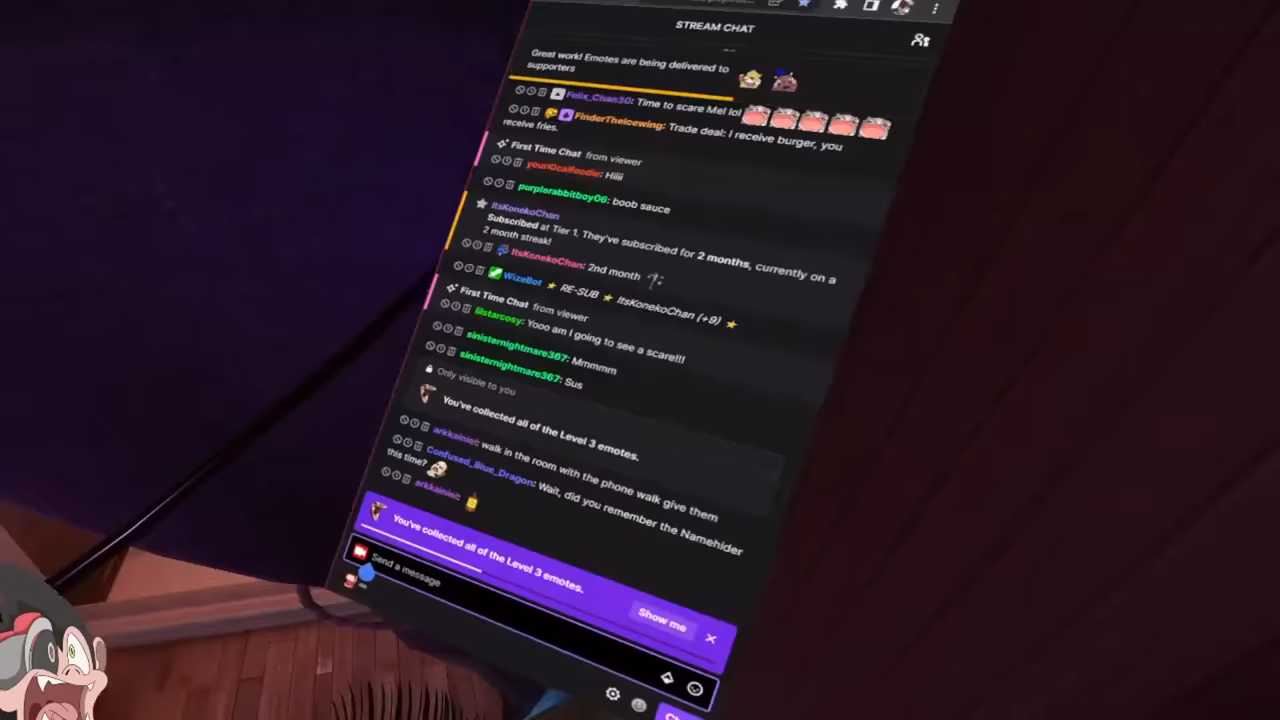 STREAM CHAT
Great work! Emotes are being delivered to
supporters
Felix_Chan30: Time to scare Mel lol
FinderTheIcewing: Trade deal: I receive burger, you
receive fries.
First Time Chat from viewer
yourl0calfoodie: Hiiii
purplerabbitboy06: boob sauce
ItsKonekoChan
Subscribed at Tier 1. They've subscribed for 2 months, currently on a
2 month streak!
ItsKonekoChan: 2nd month
WizeBot RE-SUB ItsKonekoChan (+9)
First Time Chat from viewer
lilstarcosy: Yooo am I going to see a scare!!!
sinisternightmare367: Mmmmm
sinisternightmare367: Sus
Only visible to you
You've collected all of the Level 3 emotes.
arkkainiei: walk in the room with the phone walk give them
Confused_Blue_Dragon: Wait, did you remember the Namehider
this time?
arkkainiei:
You've collected all of the Level 3 emotes.
Show me
Send a message